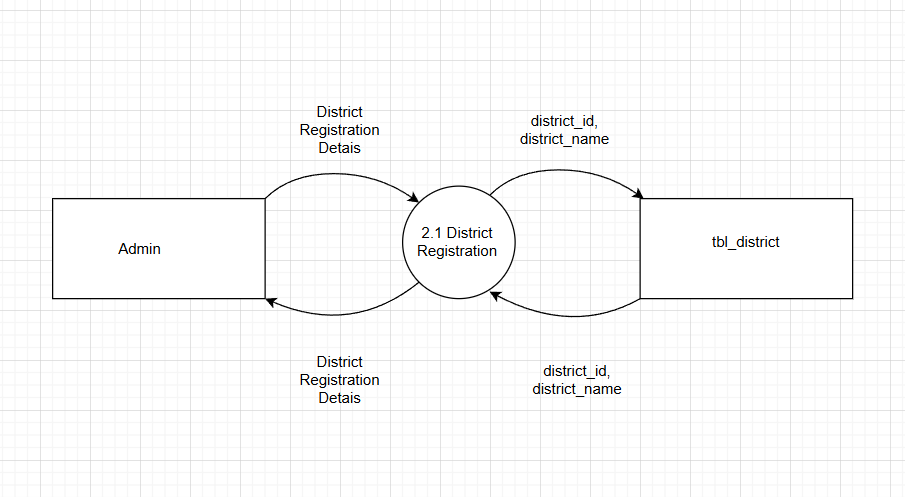 District
Registration
Detais
district_id,
district_name
Admin
2.1 District
Registration
tbl_district
District
Registration
Detais
district_id,
district_name